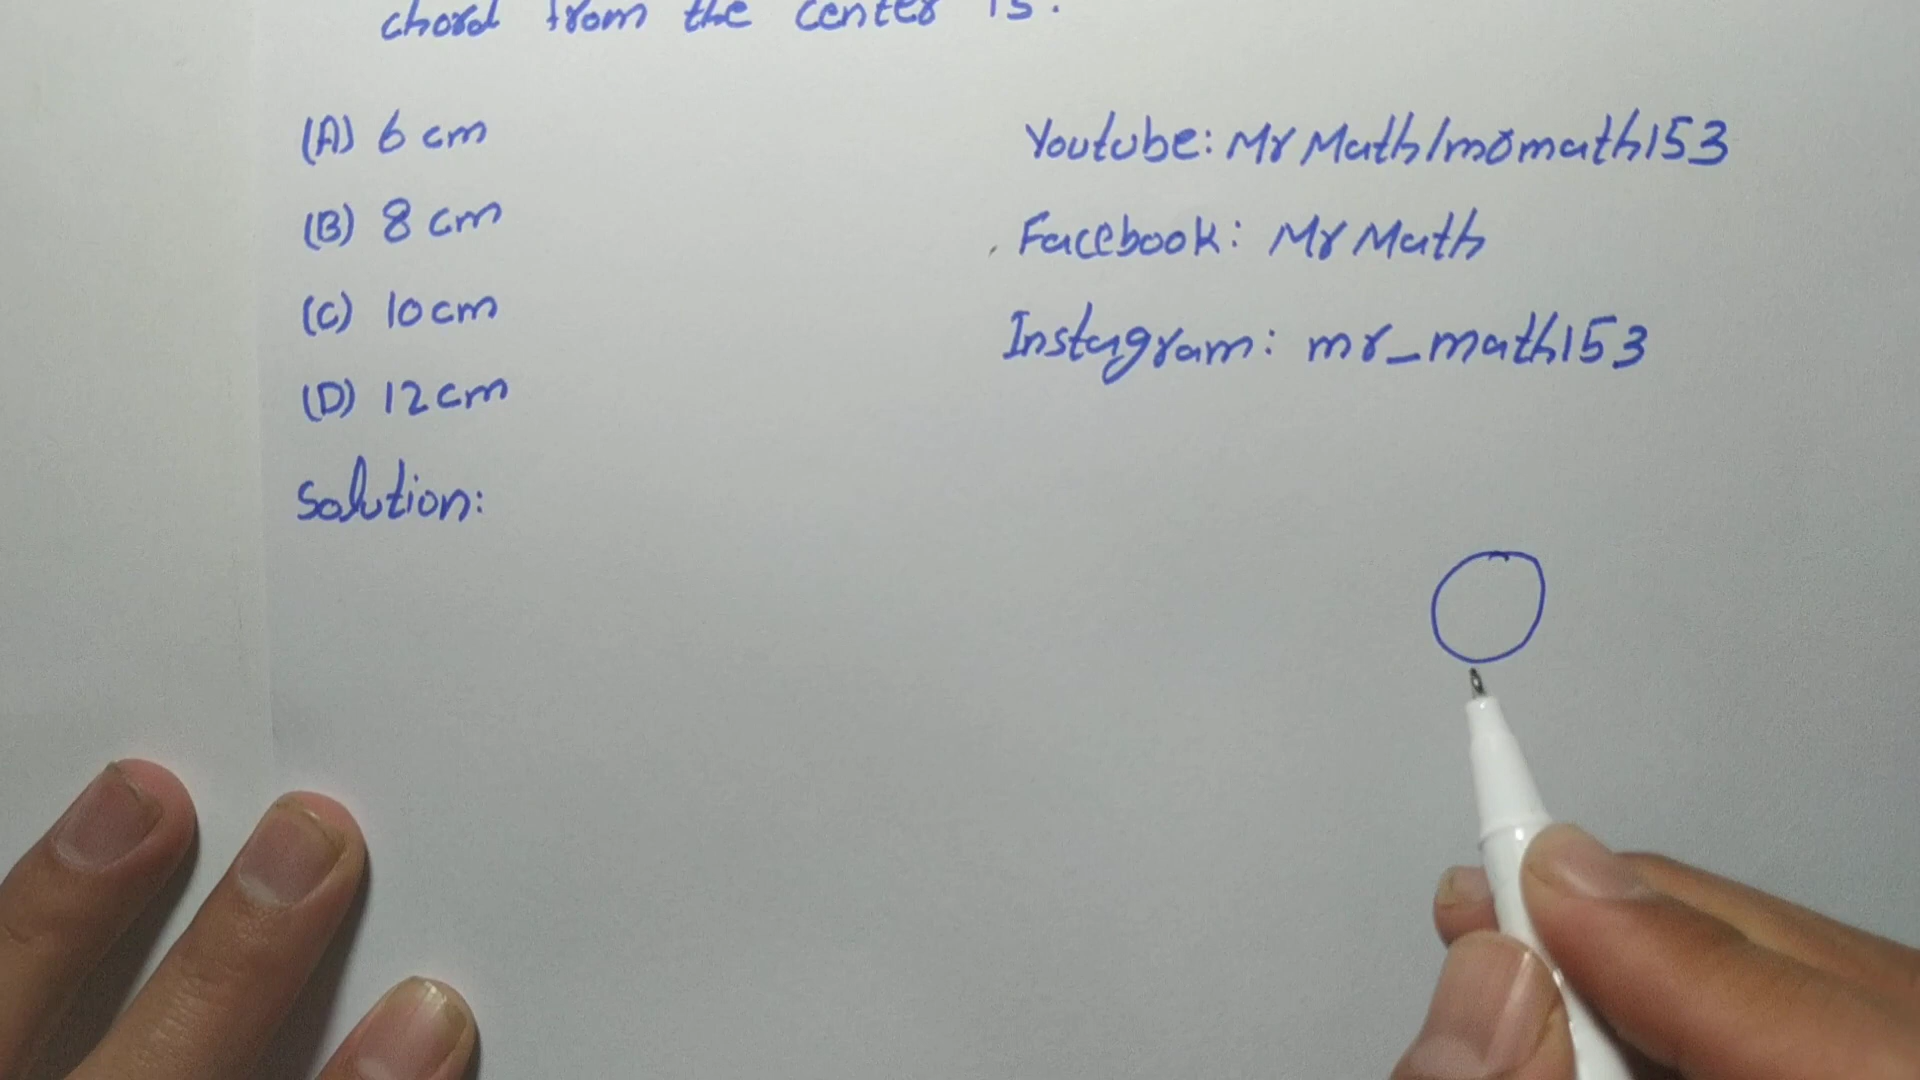 chord from the center is:
(A) 6 cm
(B) 8 cm
(C) 10 cm
(D) 12 cm
Solution:
Youtube: Mr Math/mrmath153
Facebook: Mr Math
Instagram: mr_math153